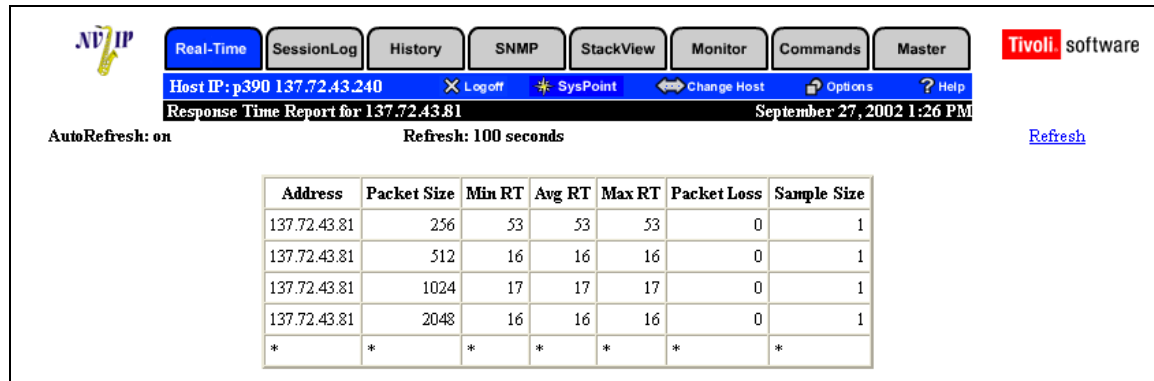 NV IP
Real-Time SessionLog History SNMP StackView Monitor Commands Master
Tivoli. software
Host IP: p390 137.72.43.240 Logoff SysPoint Change Host Options ? Help
Response Time Report for 137.72.43.81 September 27, 2002 1:26 PM
AutoRefresh: on Refresh: 100 seconds Refresh
Address Packet Size Min RT Avg RT Max RT Packet Loss Sample Size
137.72.43.81 256 53 53 53 0 1
137.72.43.81 512 16 16 16 0 1
137.72.43.81 1024 17 17 17 0 1
137.72.43.81 2048 16 16 16 0 1
* * * * * * *